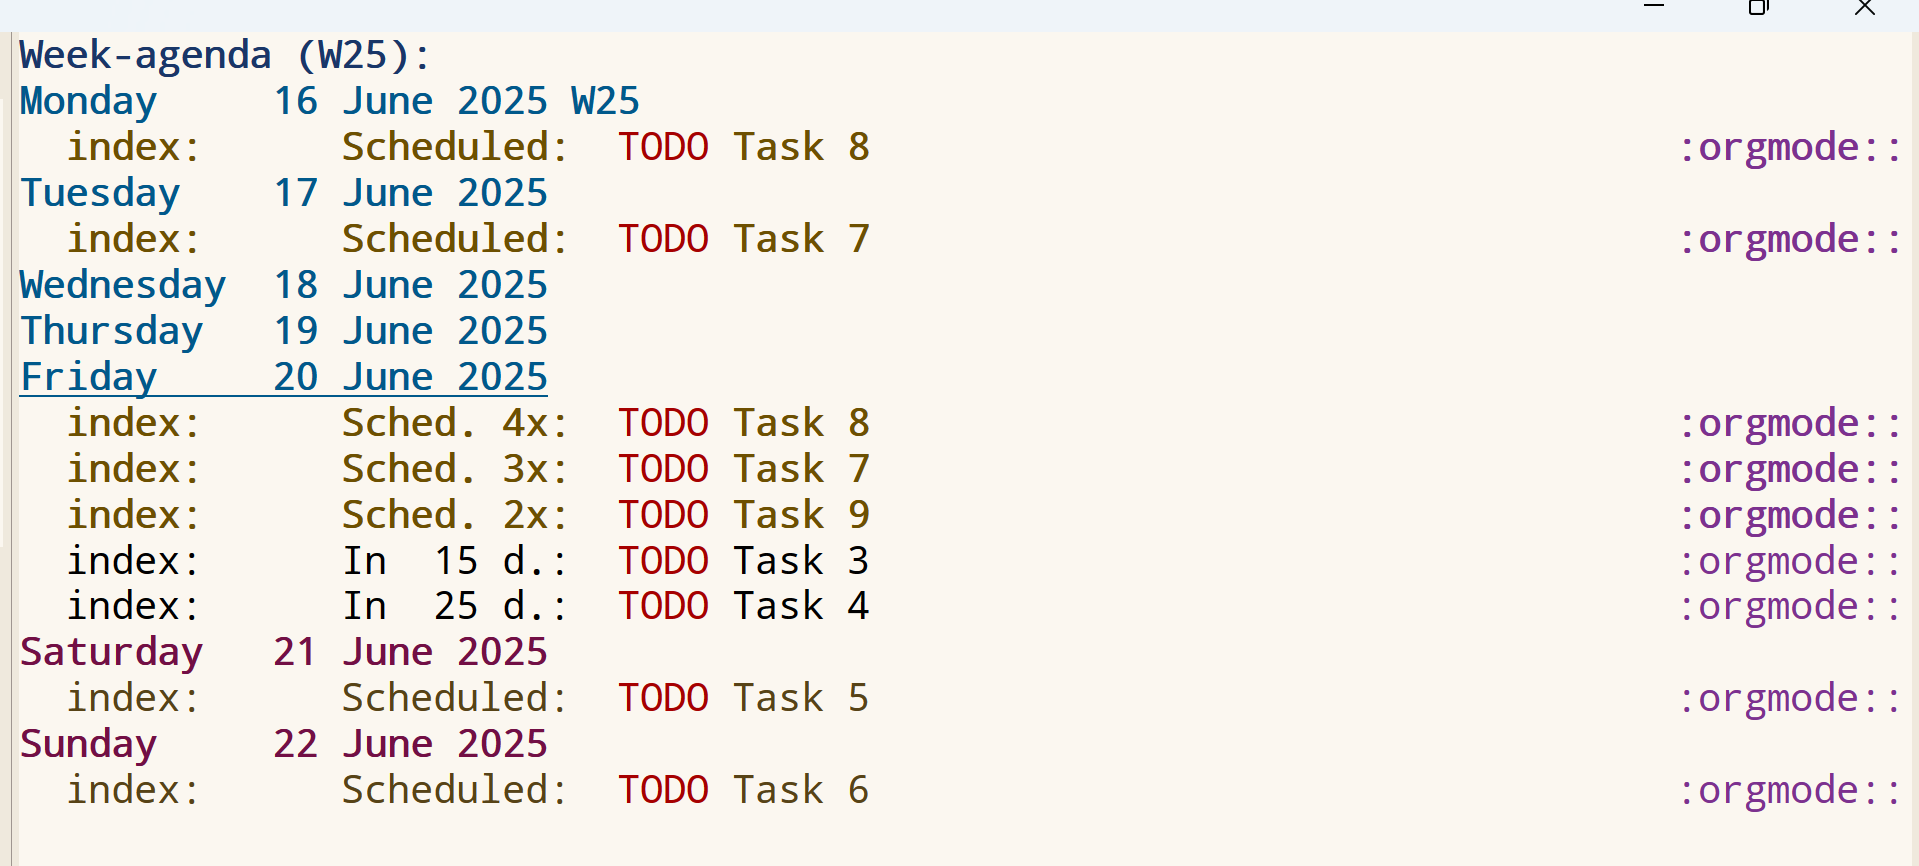 Week-agenda (W25):
Monday     16 June 2025 W25
  index:      Scheduled:  TODO Task 8                                   :orgmode::
Tuesday    17 June 2025
  index:      Scheduled:  TODO Task 7                                   :orgmode::
Wednesday  18 June 2025
Thursday   19 June 2025
Friday     20 June 2025
  index:      Sched. 4x:  TODO Task 8                                   :orgmode::
  index:      Sched. 3x:  TODO Task 7                                   :orgmode::
  index:      Sched. 2x:  TODO Task 9                                   :orgmode::
  index:      In  15 d.:  TODO Task 3                                   :orgmode::
  index:      In  25 d.:  TODO Task 4                                   :orgmode::
Saturday   21 June 2025
  index:      Scheduled:  TODO Task 5                                   :orgmode::
Sunday     22 June 2025
  index:      Scheduled:  TODO Task 6                                   :orgmode::